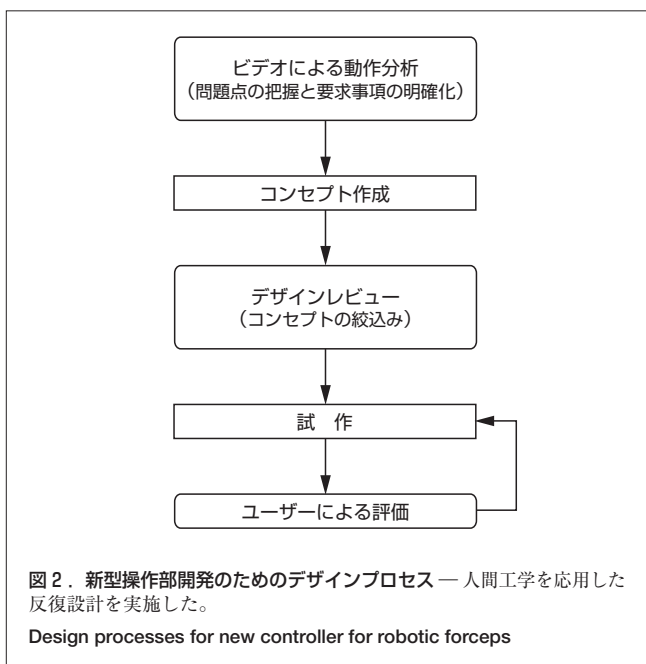 ビデオによる動作分析
（問題点の把握と要求事項の明確化）
コンセプト作成
デザインレビュー
（コンセプトの絞込み）
試　作
ユーザーによる評価
図2．新型操作部開発のためのデザインプロセス ― 人間工学を応用した
反復設計を実施した。
Design processes for new controller for robotic forceps